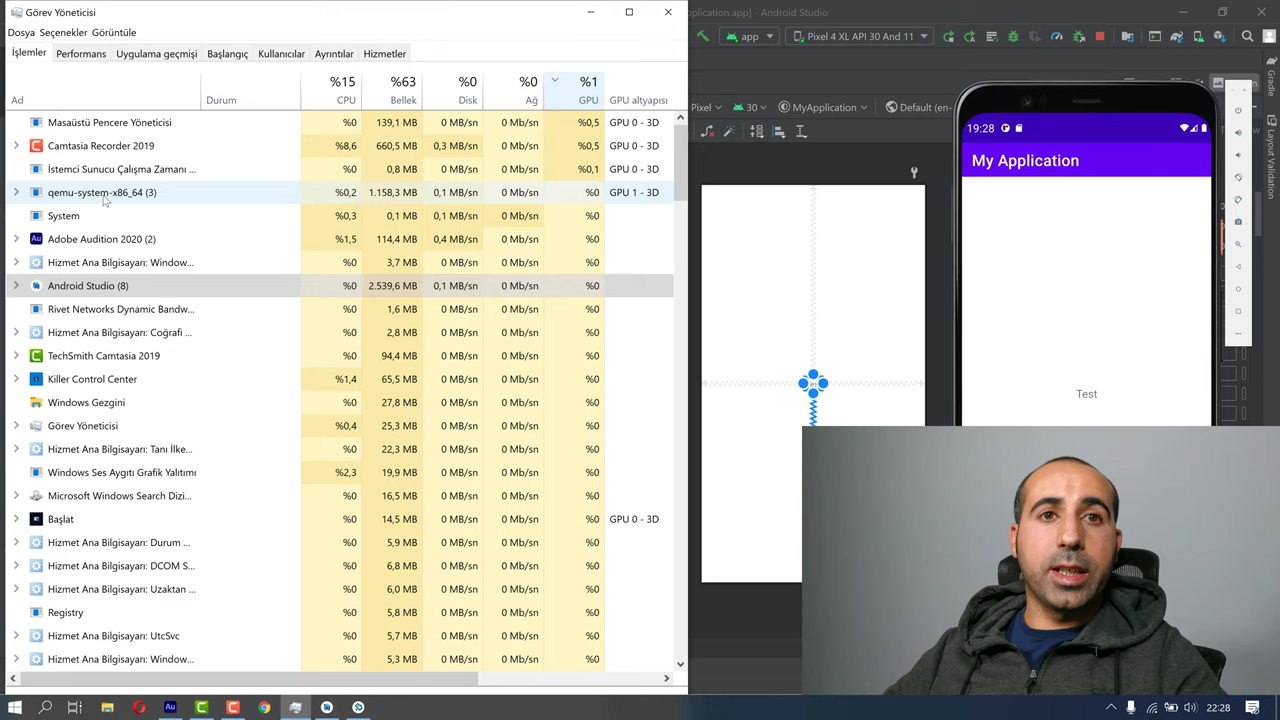 Görev Yöneticisi
Dosya Seçenekler Görüntüle
İşlemler Performans Uygulama geçmişi Başlangıç Kullanıcılar Ayrıntılar Hizmetler
%15 %63 %0 %0 %1
Ad Durum CPU Bellek Disk Ağ GPU GPU altyapısı
Masaüstü Pencere Yöneticisi %0 139,1 MB 0 MB/sn 0 Mb/sn %0,5 GPU 0 - 3D
Camtasia Recorder 2019 %8,6 660,5 MB 0,3 MB/sn 0 Mb/sn %0,5 GPU 0 - 3D
İstemci Sunucu Çalışma Zamanı ... %0 0,8 MB 0 MB/sn 0 Mb/sn %0,1 GPU 0 - 3D
qemu-system-x86_64 (3) %0,2 1.158,3 MB 0,1 MB/sn 0 Mb/sn %0 GPU 1 - 3D
System %0,3 0,1 MB 0,1 MB/sn 0 Mb/sn %0
Au Adobe Audition 2020 (2) %1,5 114,4 MB 0,4 MB/sn 0 Mb/sn %0
Hizmet Ana Bilgisayarı: Window... %0 3,7 MB 0 MB/sn 0 Mb/sn %0
Android Studio (8) %0 2.539,6 MB 0,1 MB/sn 0 Mb/sn %0
Rivet Networks Dynamic Bandw... %0 1,6 MB 0 MB/sn 0 Mb/sn %0
Hizmet Ana Bilgisayarı: Coğrafi ... %0 2,8 MB 0 MB/sn 0 Mb/sn %0
TechSmith Camtasia 2019 %0 94,4 MB 0 MB/sn 0 Mb/sn %0
Killer Control Center %1,4 65,5 MB 0 MB/sn 0 Mb/sn %0
Windows Gezgini %0 27,8 MB 0 MB/sn 0 Mb/sn %0
Görev Yöneticisi %0,4 25,3 MB 0 MB/sn 0 Mb/sn %0
Hizmet Ana Bilgisayarı: Tanı İlke... %0 22,3 MB 0 MB/sn 0 Mb/sn %0
Windows Ses Aygıtı Grafik Yalıtımı %2,3 19,9 MB 0 MB/sn 0 Mb/sn %0
Microsoft Windows Search Dizi... %0 16,5 MB 0 MB/sn 0 Mb/sn %0
Başlat %0 14,5 MB 0 MB/sn 0 Mb/sn %0 GPU 0 - 3D
Hizmet Ana Bilgisayarı: Durum ... %0 5,9 MB 0 MB/sn 0 Mb/sn %0
Hizmet Ana Bilgisayarı: DCOM S... %0 6,8 MB 0 MB/sn 0 Mb/sn %0
Hizmet Ana Bilgisayarı: Uzaktan ... %0 6,0 MB 0 MB/sn 0 Mb/sn %0
Registry %0 5,8 MB 0 MB/sn 0 Mb/sn %0
Hizmet Ana Bilgisayarı: UtcSvc %0 5,7 MB 0 MB/sn 0 Mb/sn %0
Hizmet Ana Bilgisayarı: Window... %0 5,3 MB 0 MB/sn 0 Mb/sn %0
pplication.app] - Android Studio
app Pixel 4 XL API 30 And 11
Pixel 30 MyApplication Default (en-
Gradle
Layout Validation
19:28
My Application
Test
Au
22:28